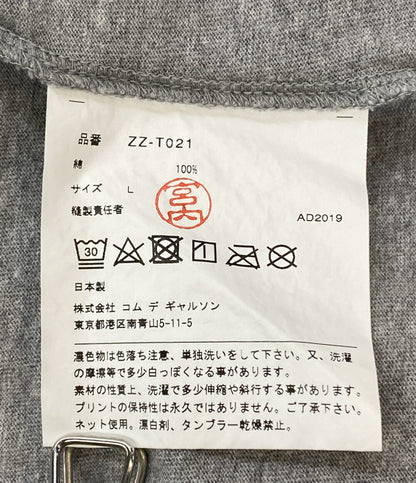 品番 ZZ-T021
綿 100%
サイズ L
縫製責任者 宮内 AD2019
30
日本製
株式会社 コム デ ギャルソン
東京都港区南青山5-11-5
濃色物は色落ち注意、単独洗いをして下さい。又、洗濯
の摩擦等で多少白っぽくなる事が有ります。
素材の性質上、洗濯で多少伸縮や斜行する事が有ります。
プリントの保持性は永久ではありません。ご了承下さい。
ネット使用。漂白剤、タンブラー乾燥禁止。